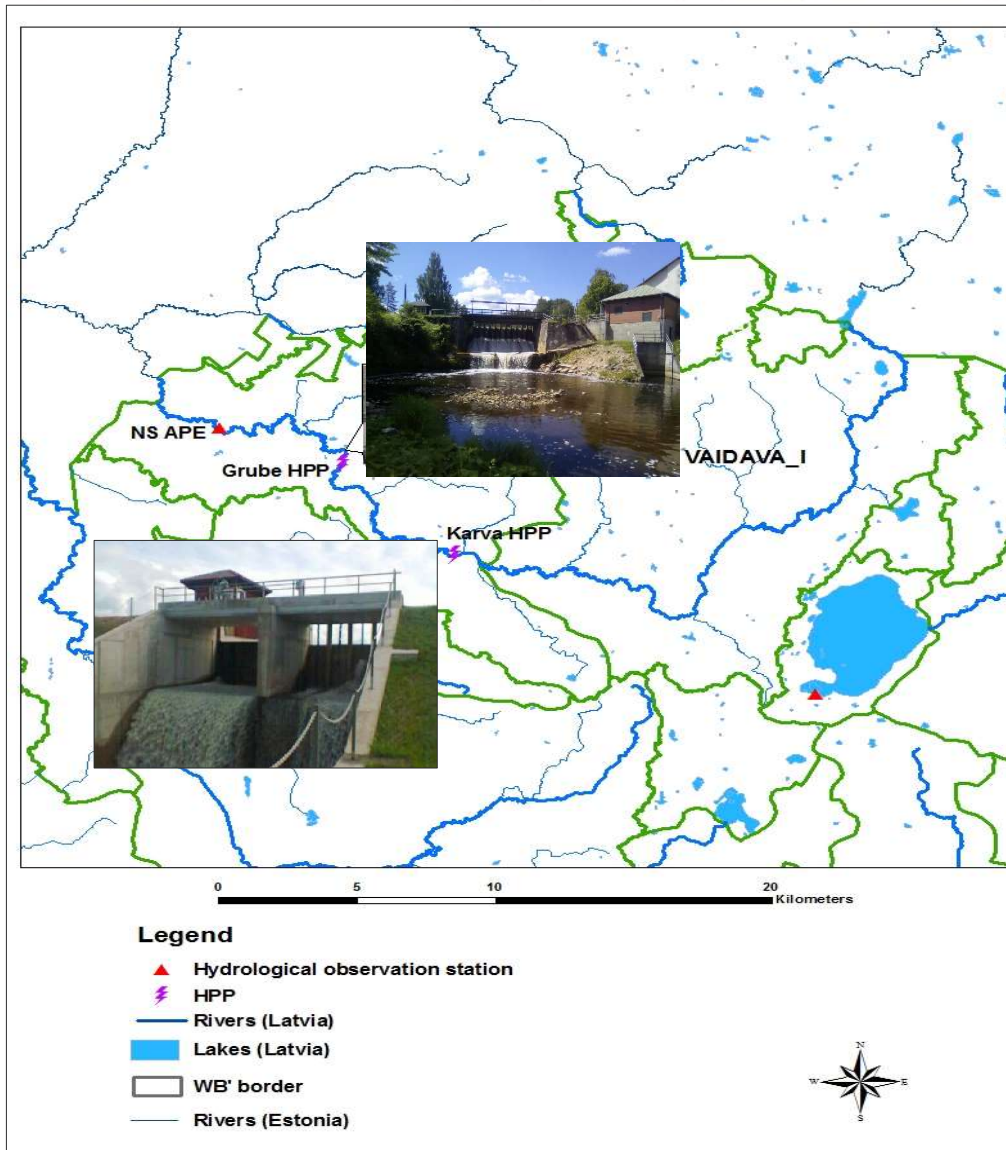 NS APE
Grube HPP
VAIDAVA_I
Karva HPP
0 5 10 20
Kilometers
Legend
Hydrological observation station
HPP
Rivers (Latvia)
Lakes (Latvia)
WB' border
Rivers (Estonia)
N
W E
S